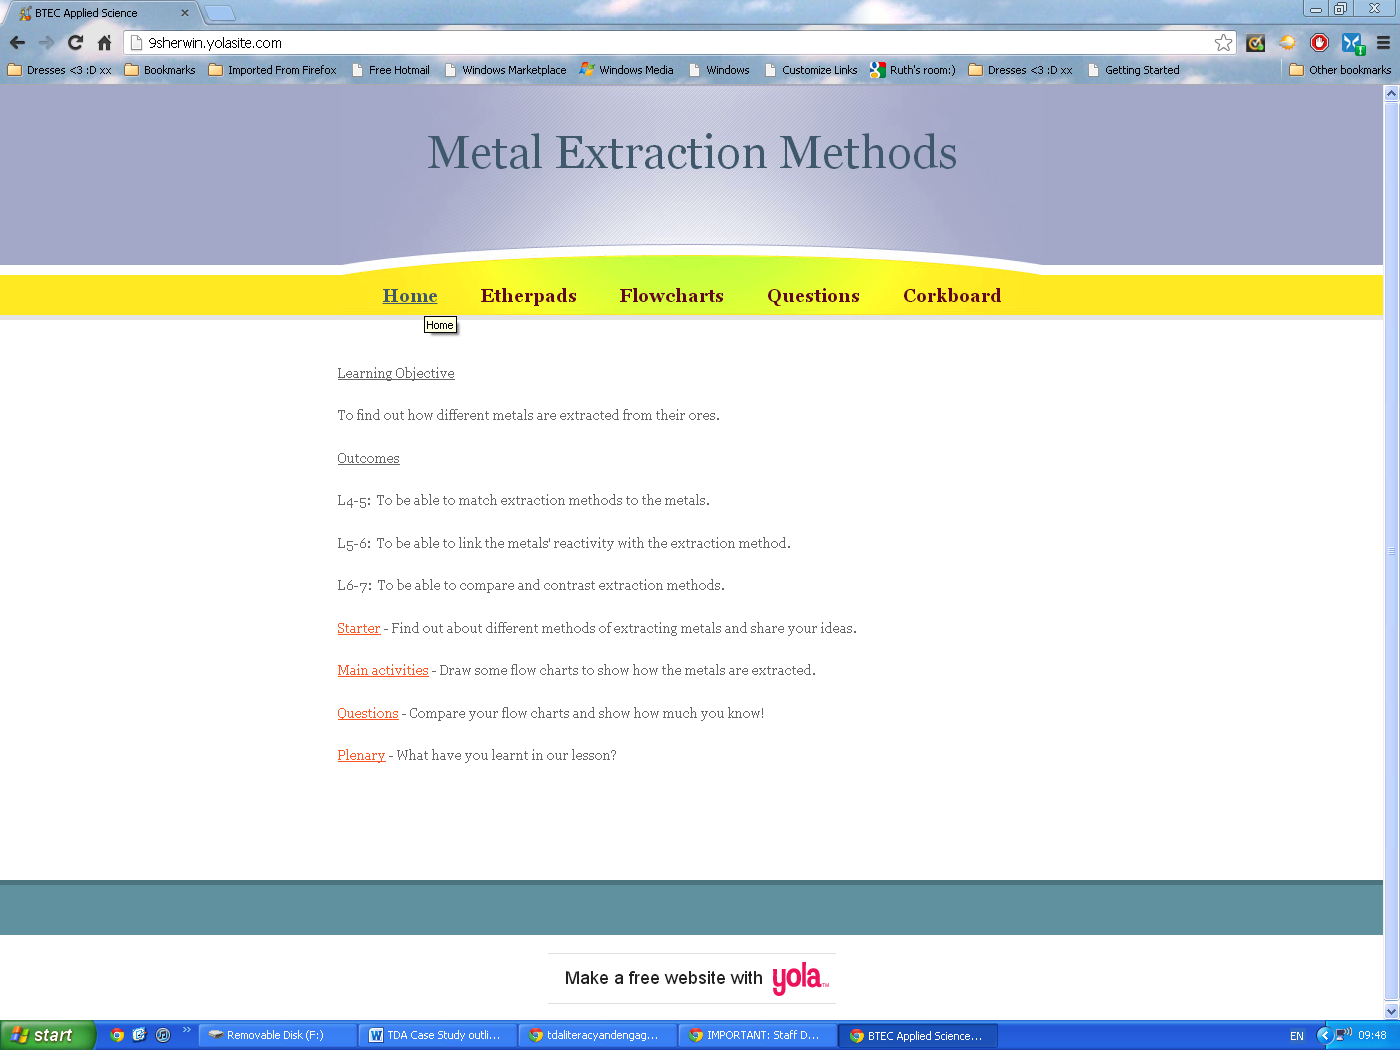 BTEC Applied Science
9sherwin.yolasite.com
Dresses <3 :D xx Bookmarks Imported From Firefox Free Hotmail Windows Marketplace Windows Media Windows Customize Links Ruth's room:) Dresses <3 :D xx Getting Started Other bookmarks
Metal Extraction Methods
Home Etherpads Flowcharts Questions Corkboard
Home
Learning Objective
To find out how different metals are extracted from their ores.
Outcomes
L4-5: To be able to match extraction methods to the metals.
L5-6: To be able to link the metals' reactivity with the extraction method.
L6-7: To be able to compare and contrast extraction methods.
Starter - Find out about different methods of extracting metals and share your ideas.
Main activities - Draw some flow charts to show how the metals are extracted.
Questions - Compare your flow charts and show how much you know!
Plenary - What have you learnt in our lesson?
Make a free website with yola™
start Removable Disk (F:) TDA Case Study outli... tdaliteracyandengag... IMPORTANT: Staff D... BTEC Applied Science... EN 09:48